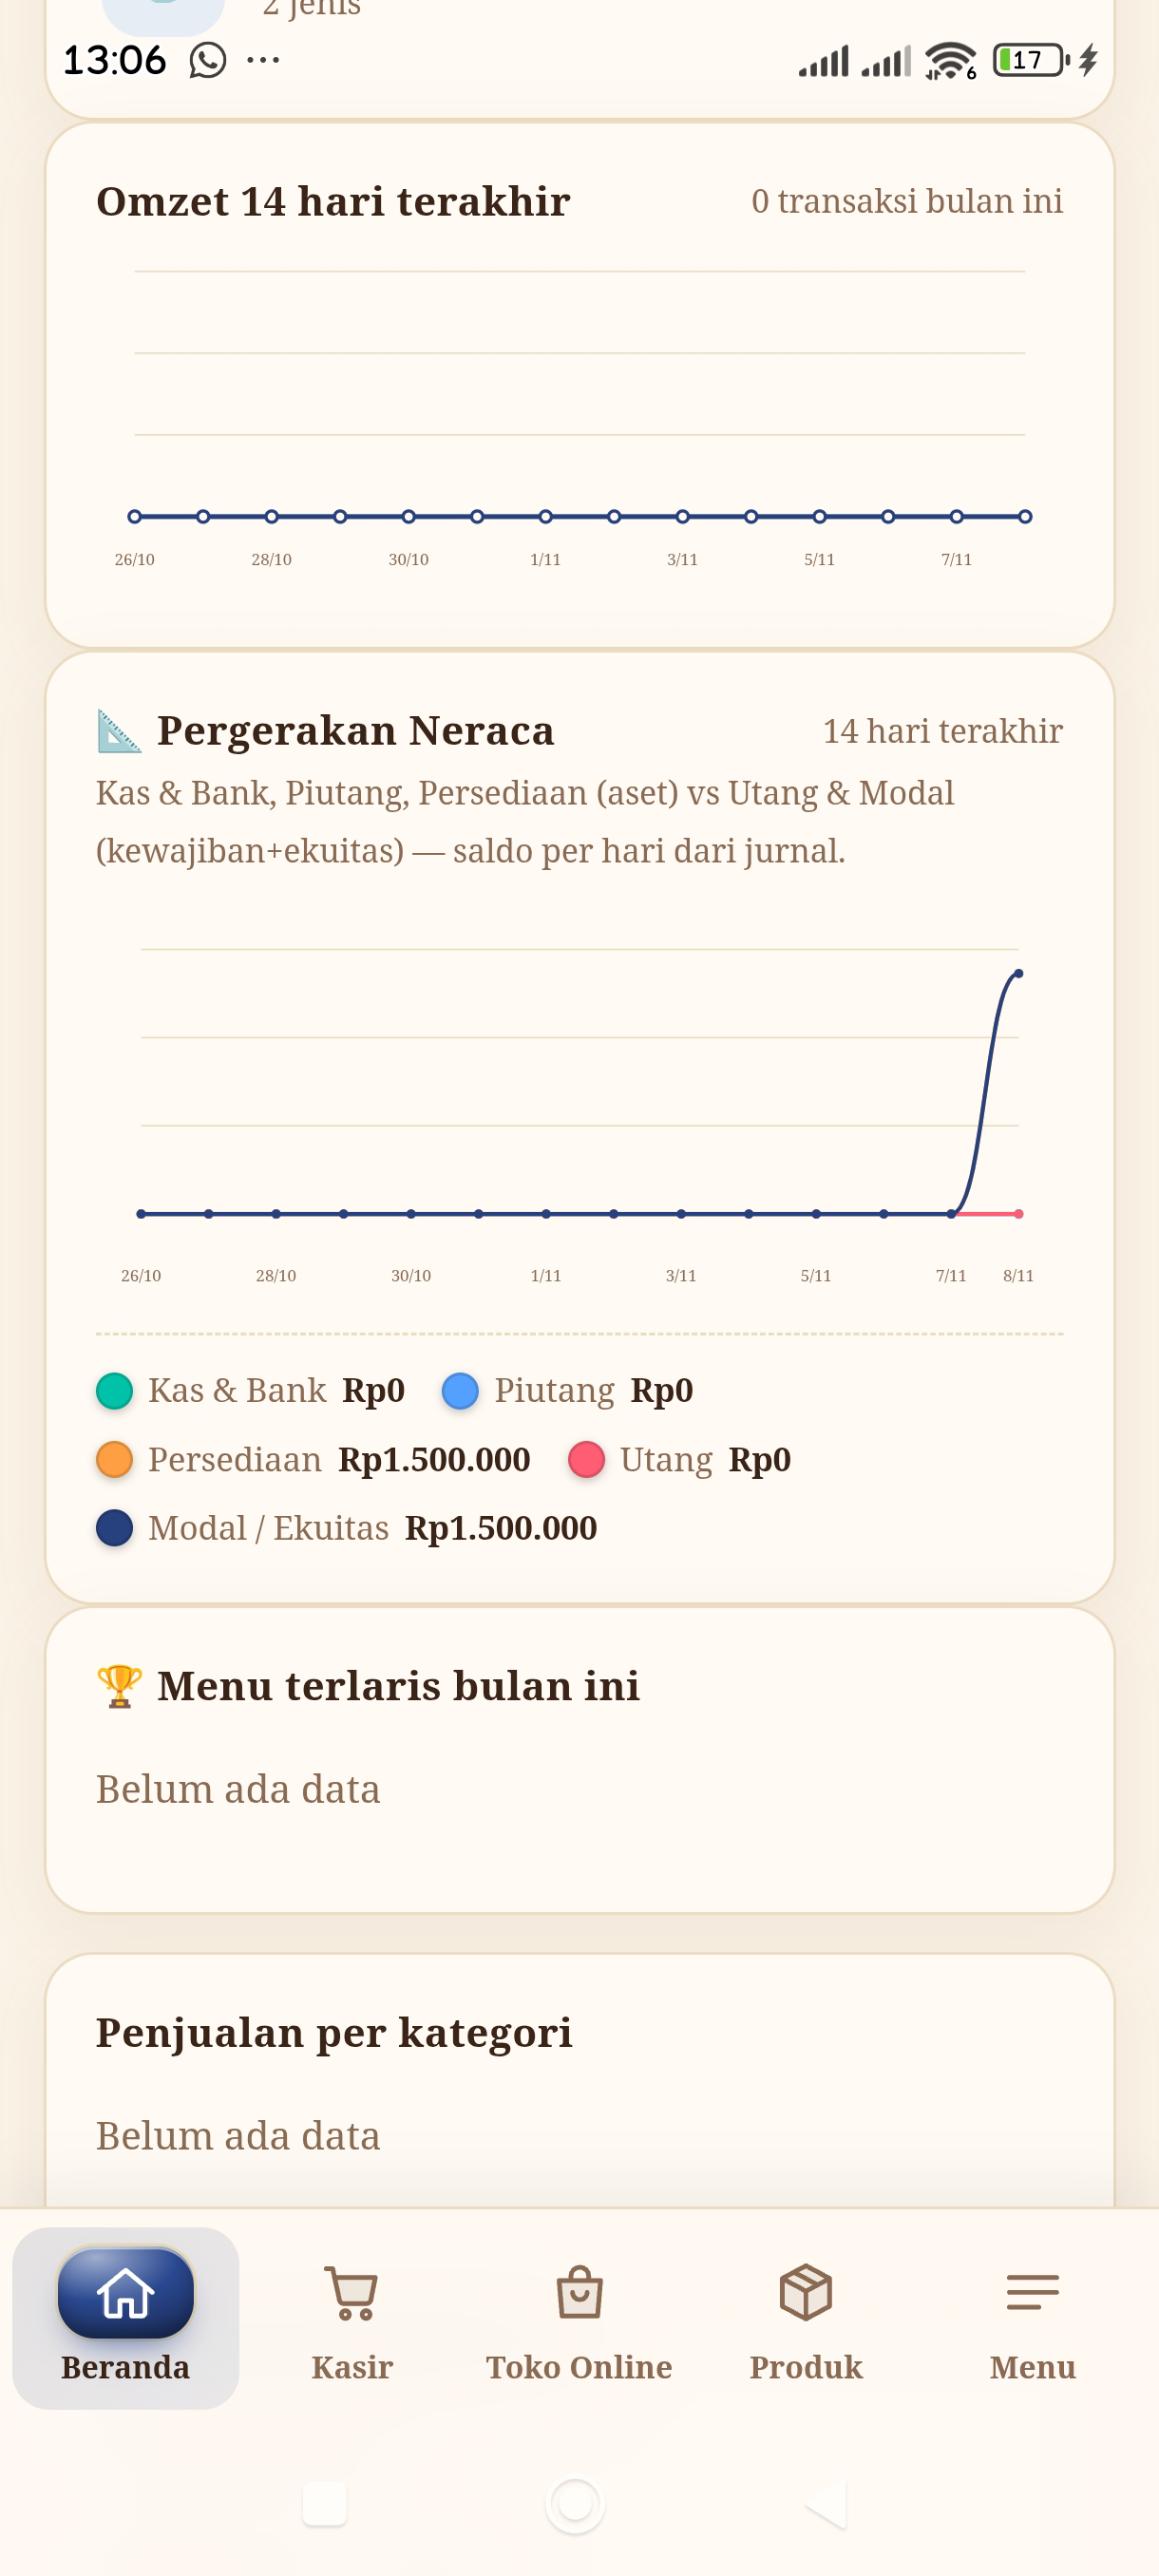 2 jenis
13:06
6
17
Omzet 14 hari terakhir
0 transaksi bulan ini
26/10 28/10 30/10 1/11 3/11 5/11 7/11
Pergerakan Neraca
14 hari terakhir
Kas & Bank, Piutang, Persediaan (aset) vs Utang & Modal
(kewajiban+ekuitas) — saldo per hari dari jurnal.
26/10 28/10 30/10 1/11 3/11 5/11 7/11 8/11
Kas & Bank Rp0 Piutang Rp0
Persediaan Rp1.500.000 Utang Rp0
Modal / Ekuitas Rp1.500.000
Menu terlaris bulan ini
Belum ada data
Penjualan per kategori
Belum ada data
Beranda Kasir Toko Online Produk Menu